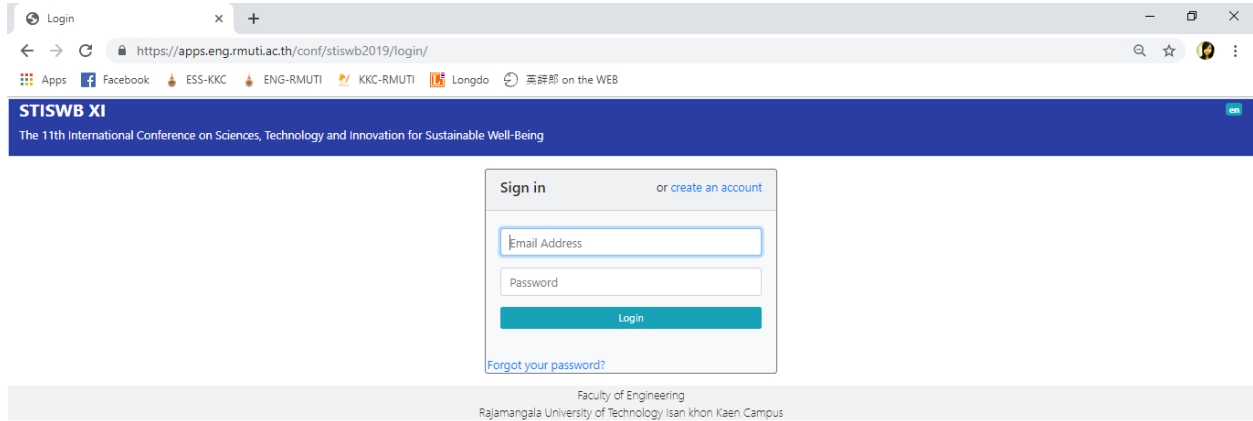 Login
https://apps.eng.rmuti.ac.th/conf/stiswb2019/login/
Apps Facebook ESS-KKC ENG-RMUTI KKC-RMUTI Longdo 英辞郎 on the WEB
STISWB XI
en
The 11th International Conference on Sciences, Technology and Innovation for Sustainable Well-Being
Sign in or create an account
Email Address
Password
Login
Forgot your password?
Faculty of Engineering
Rajamangala University of Technology Isan khon Kaen Campus